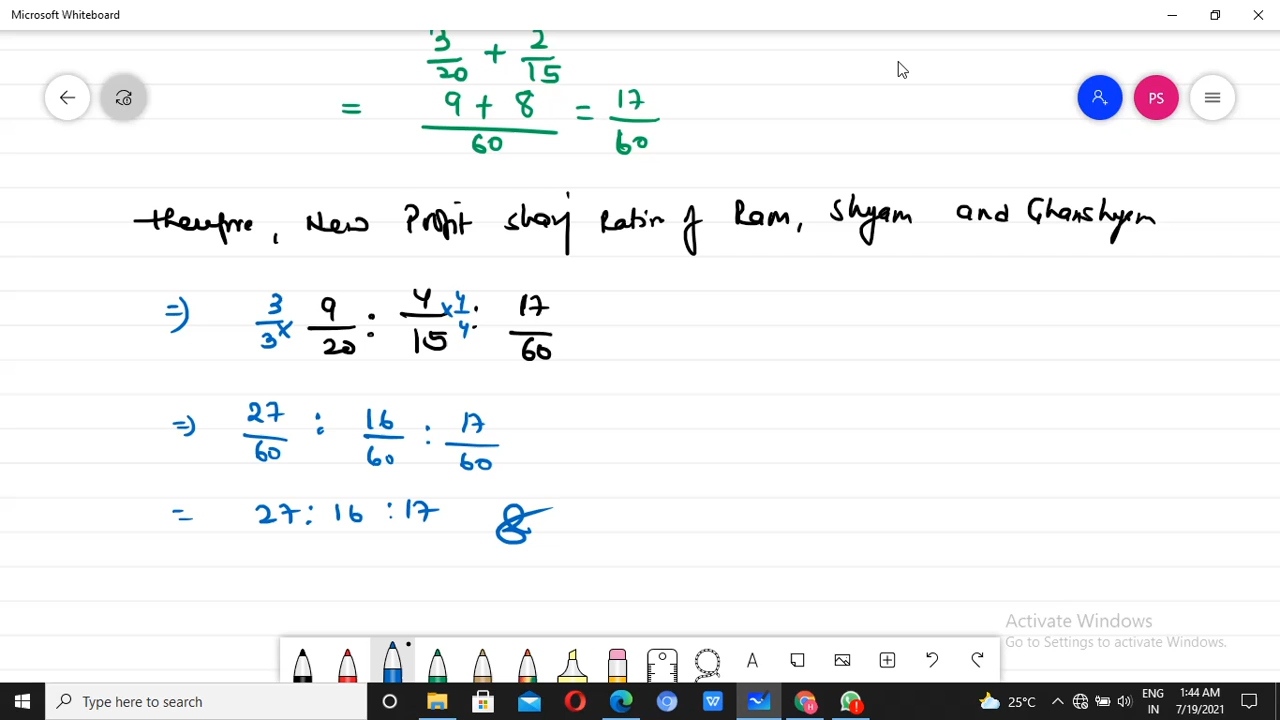 Microsoft Whiteboard
3/20 + 2/15
= 9 + 8/60 = 17/60
PS
therefore, New Profit sharing Ratio of Ram, Shyam and Ghanshyam
=) 3/3 x 9/20 : 4/15 x 4/4 : 17/60
=) 27/60 : 16/60 : 17/60
= 27 : 16 : 17
Activate Windows
Go to Settings to activate Windows.
A
Type here to search
W
H
25°C
ENG
IN
1:44 AM
7/19/2021